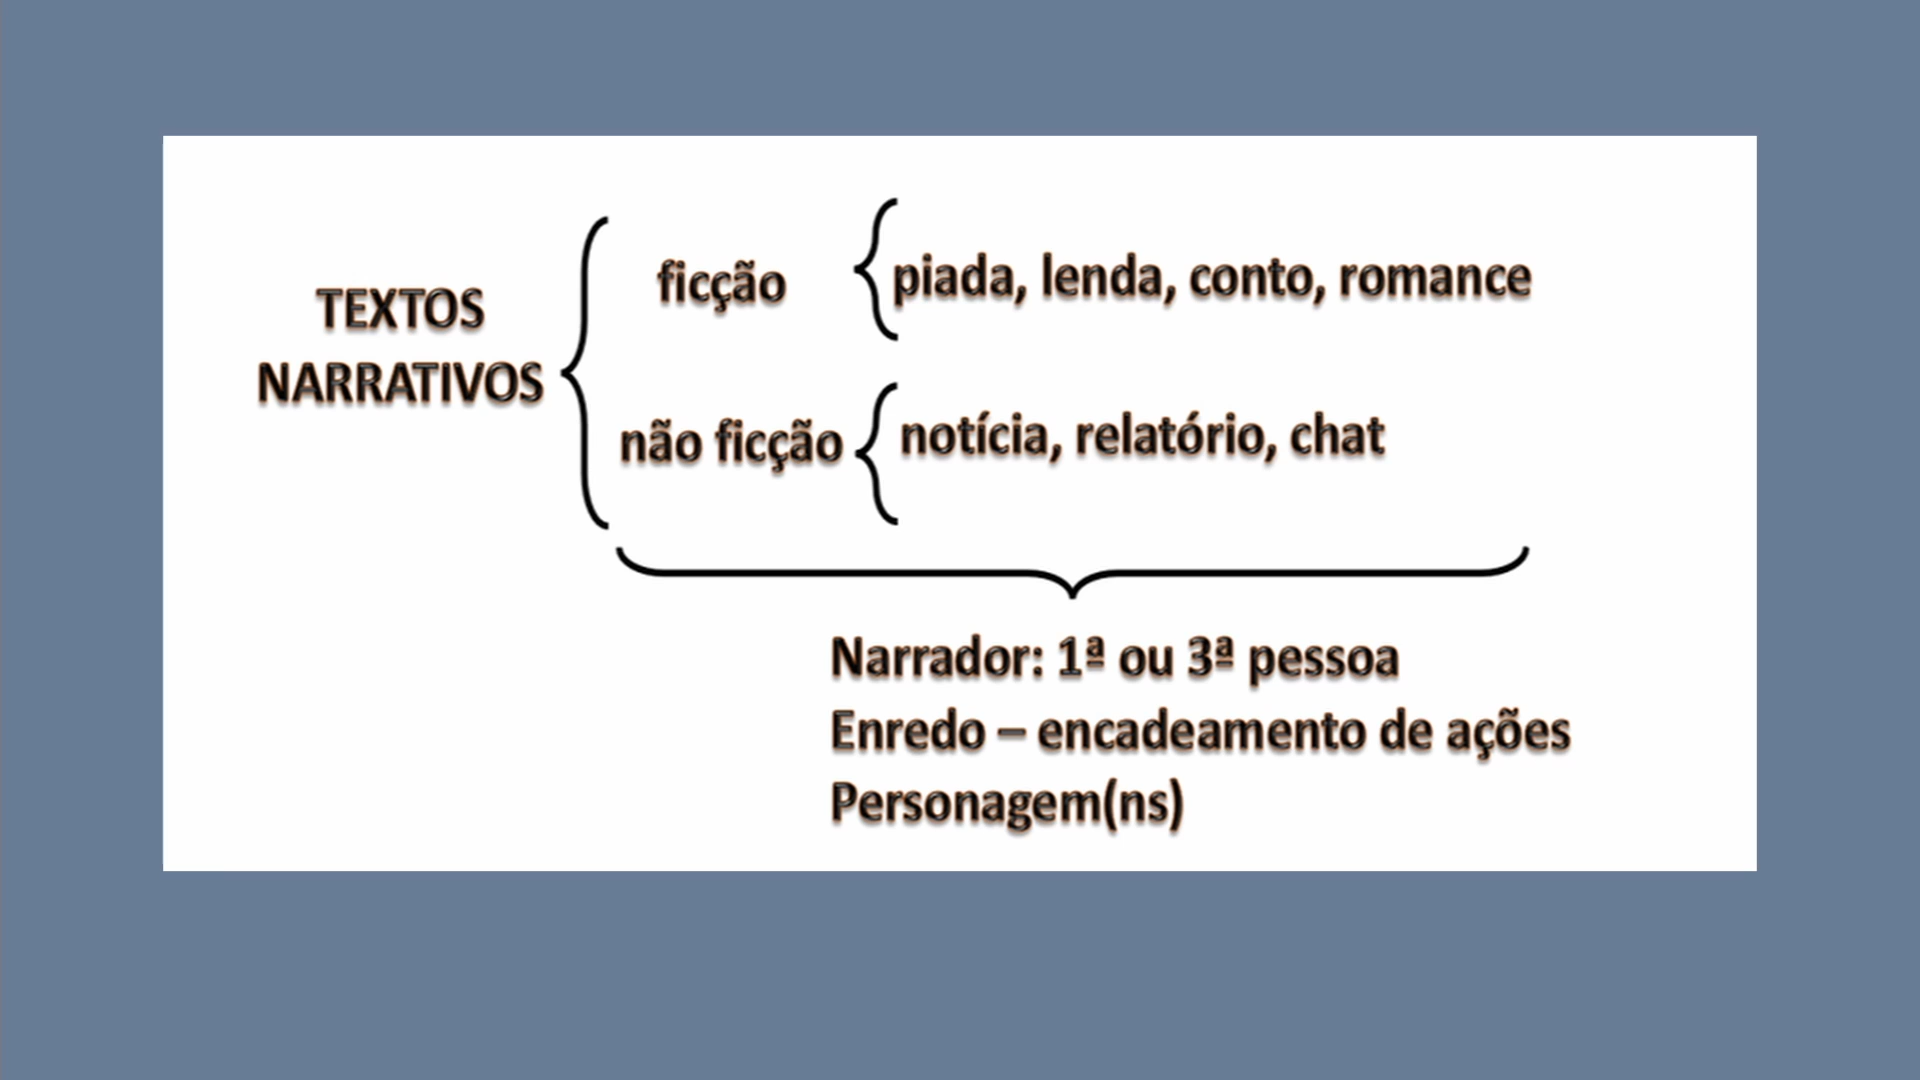 TEXTOS
NARRATIVOS
ficção
piada, lenda, conto, romance
não ficção
notícia, relatório, chat
Narrador: 1ª ou 3ª pessoa
Enredo – encadeamento de ações
Personagem(ns)